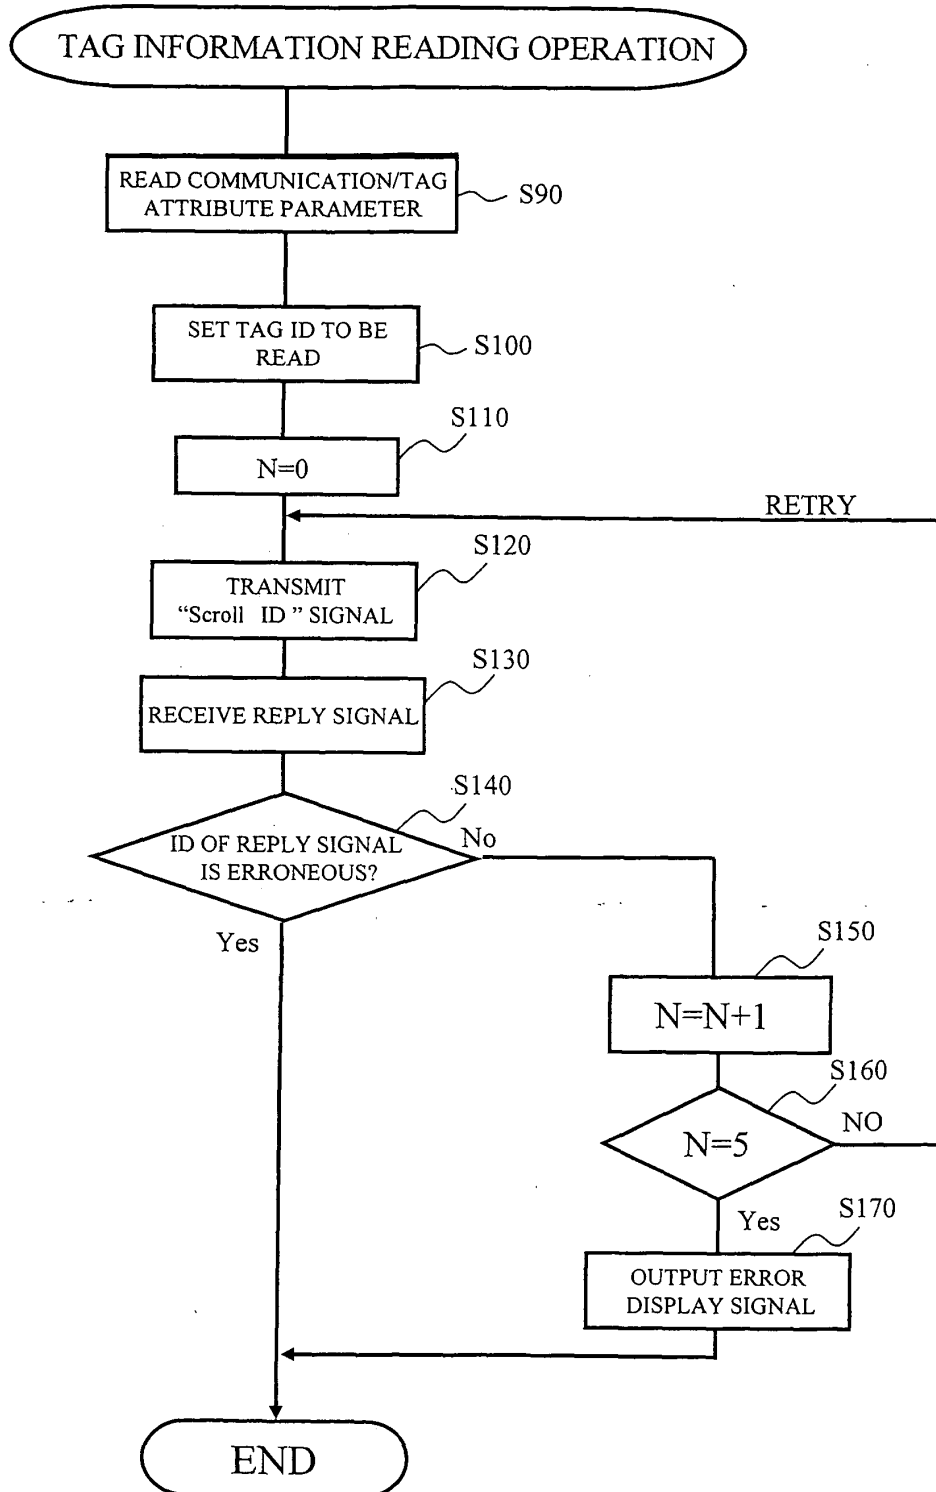 TAG INFORMATION READING OPERATION
READ COMMUNICATION/TAG
ATTRIBUTE PARAMETER
S90
SET TAG ID TO BE
READ
S100
S110
N=0
RETRY
S120
TRANSMIT
“Scroll ID ” SIGNAL
S130
RECEIVE REPLY SIGNAL
S140
ID OF REPLY SIGNAL
IS ERRONEOUS?
No
Yes
S150
N=N+1
S160
N=5
NO
Yes
S170
OUTPUT ERROR
DISPLAY SIGNAL
END